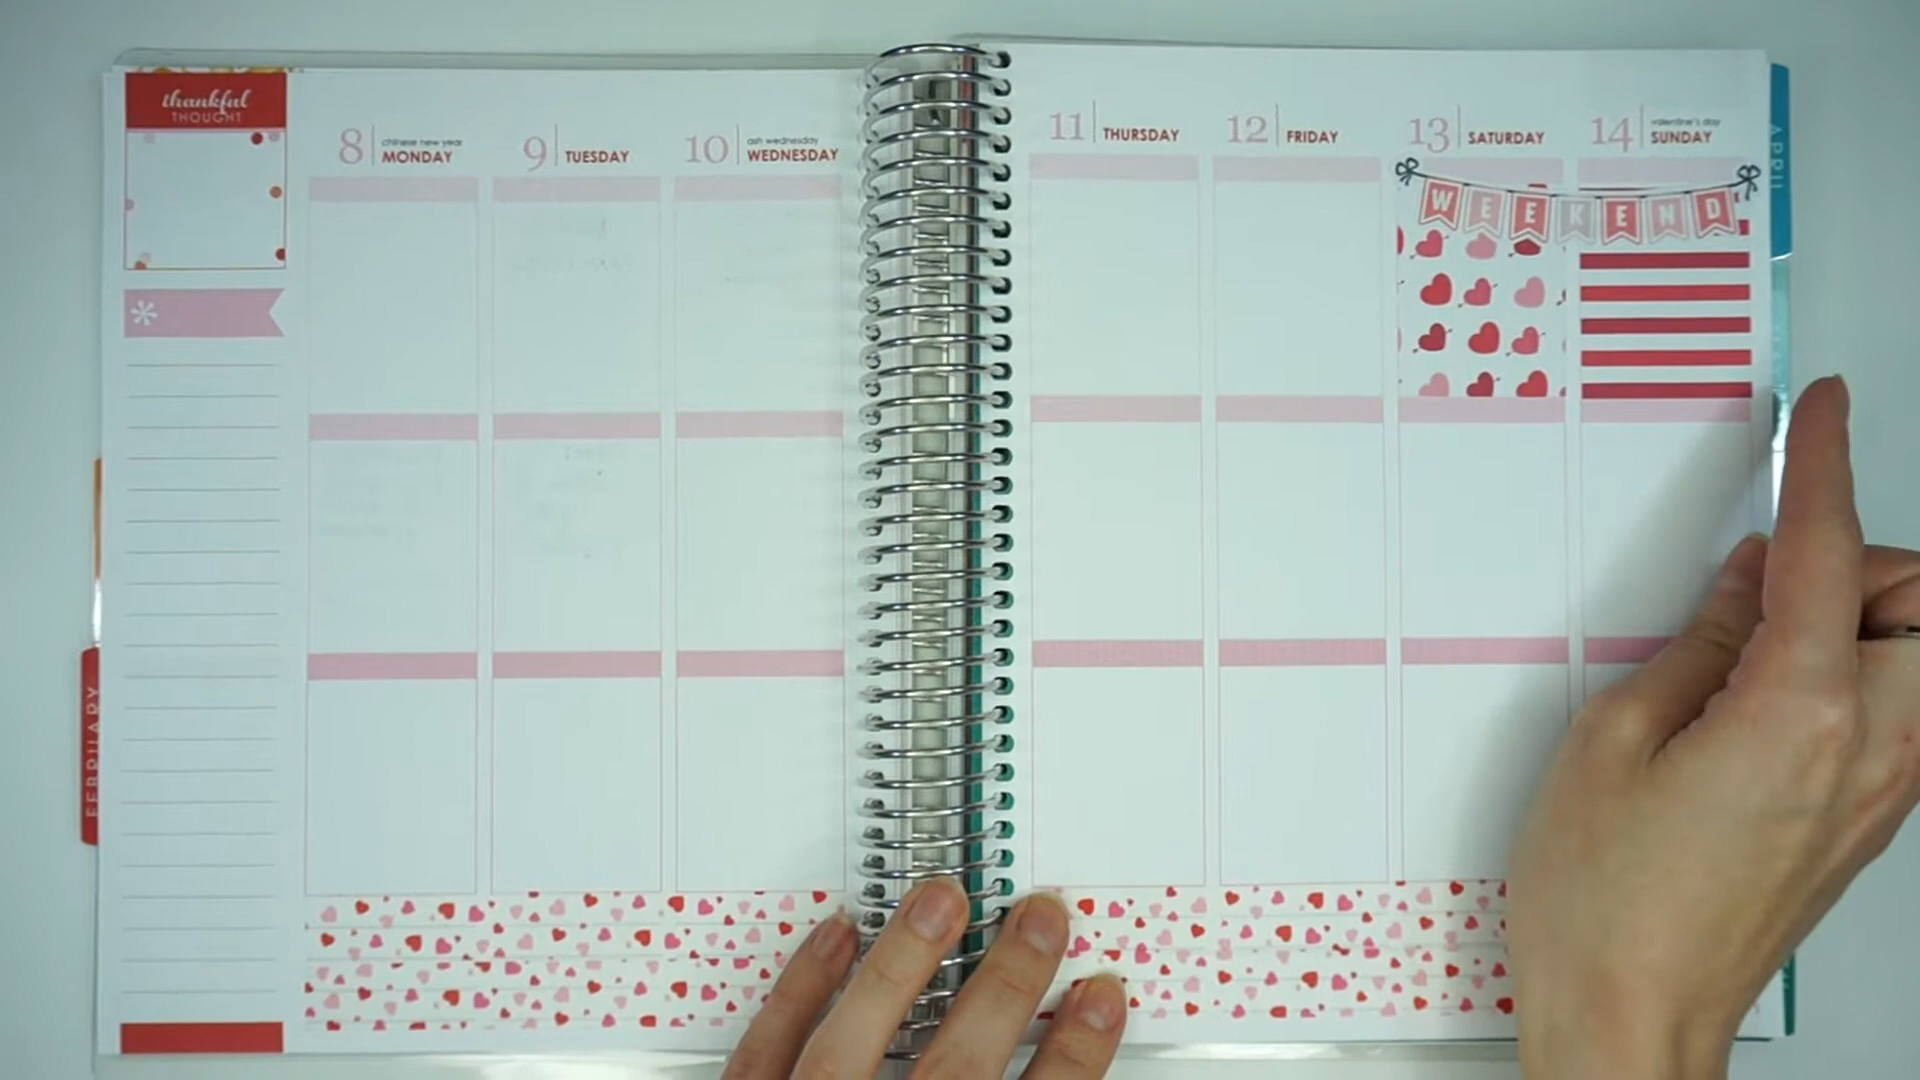 thankful
THOUGHT
8 chinese new year
MONDAY
9 TUESDAY
10 ash wednesday
WEDNESDAY
11 THURSDAY
12 FRIDAY
13 SATURDAY
14 valentine's day
SUNDAY
WEEKEND
FEBRUARY
APRIL